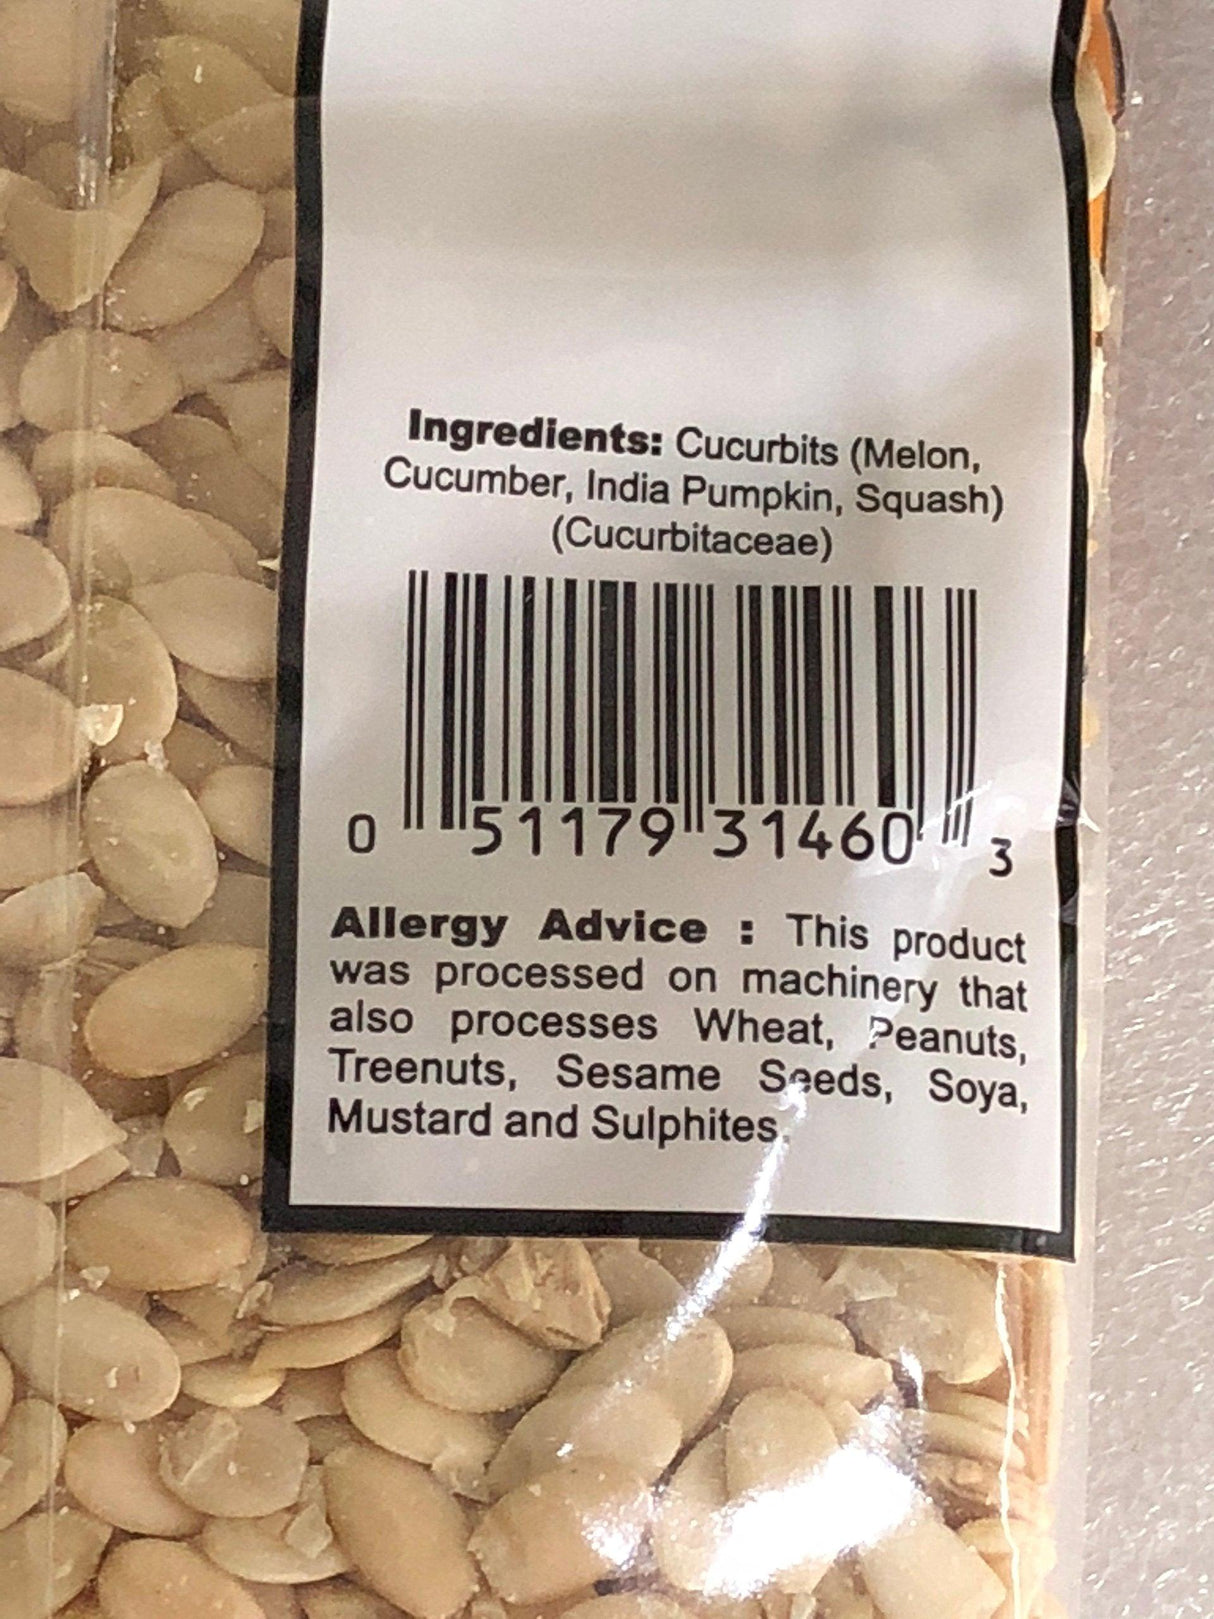 Ingredients: Cucurbits (Melon,
Cucumber, India Pumpkin, Squash)
(Cucurbitaceae)
0 51179 31460 3
Allergy Advice : This product
was processed on machinery that
also processes Wheat, Peanuts,
Treenuts, Sesame Seeds, Soya,
Mustard and Sulphites.